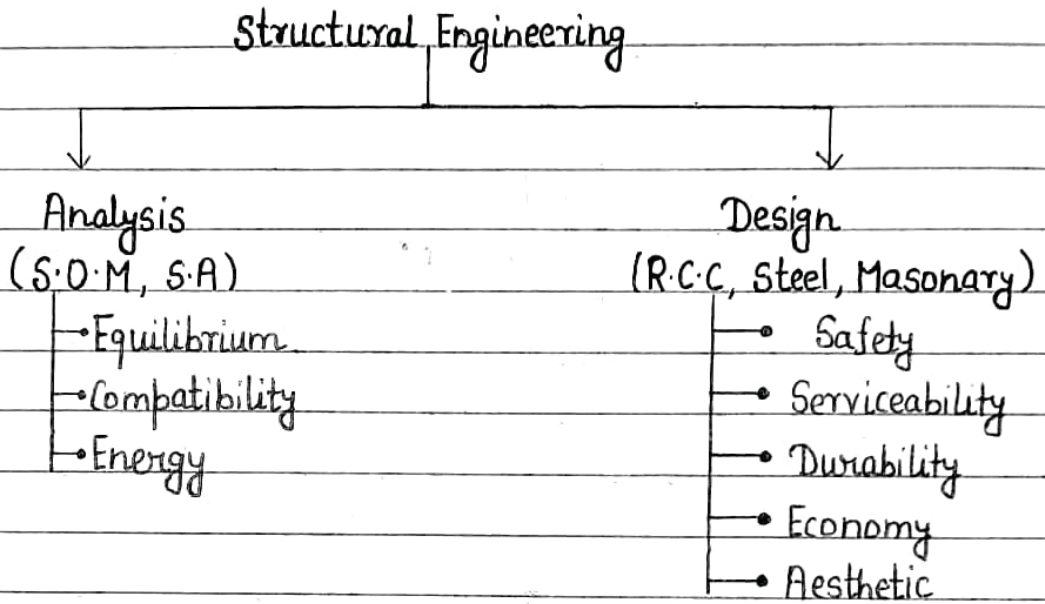 Structural Engineering
Analysis
(S.O.M, S.A)
Equilibrium
Compatibility
Energy
Design
(R.C.C, Steel, Masonary)
Safety
Serviceability
Durability
Economy
Aesthetic